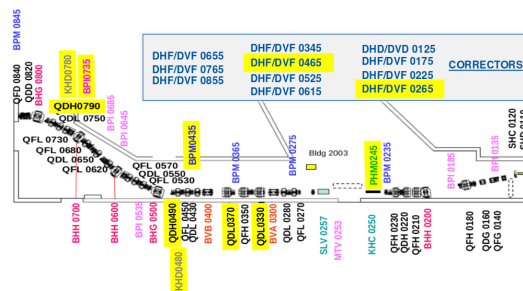 BPM 0845
QFD 0840
QDD 0820
BHG 0800
KHD0780
BPI0735
QDH0790
QDL 0750
BPI 0685
BPI 0645
QFL 0730
QFL 0680
QDL 0650
QFL 0620
QFL 0570
QDL 0550
QFL 0530
BHH 0700
BHH 0600
BPI 0535
BHG 0500
QDH0490
KHD0480
QFL 0450
QDL 0430
BPM0435
BVB 0400
QDL0370
BPM 0365
QFH 0350
QDL0330
BVA 0300
QDL 0280
BPM 0275
QFL 0270
Bldg 2003
SLV 0257
MTV 0253
KHC 0250
PHM0245
BPM 0235
QFH 0230
QDH 0220
QFH 0210
BHH 0200
BPI 0185
QFH 0180
QDG 0160
QFG 0140
BPI 0135
SHC 0120
DHF/DVF 0655
DHF/DVF 0765
DHF/DVF 0855
DHF/DVF 0345
DHF/DVF 0465
DHF/DVF 0525
DHF/DVF 0615
DHD/DVD 0125
DHF/DVF 0175
DHF/DVF 0225
DHF/DVF 0265
CORRECTORS